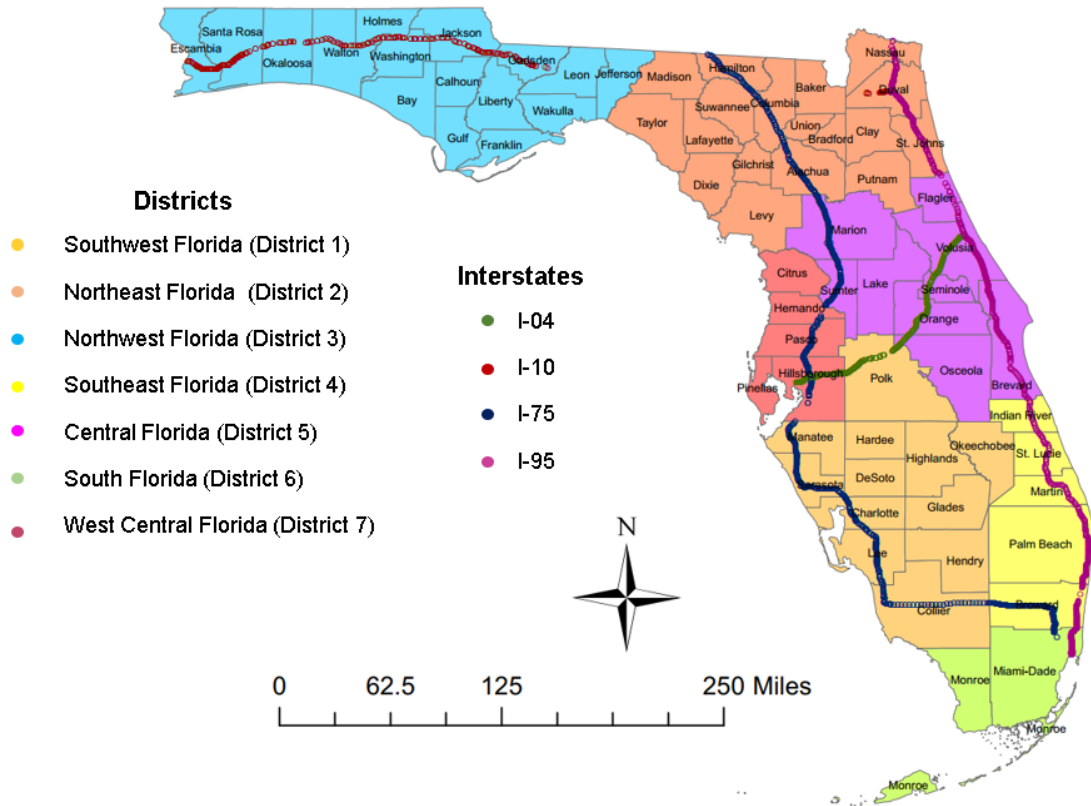 Holmes
Santa Rosa
Jackson
Escambia
Walton
Washington
Gadsden
Okaloosa
Leon
Jefferson
Calhoun
Liberty
Bay
Wakulla
Gulf
Franklin
Nassau
Madison
Hamilton
Baker
Duval
Suwannee
Columbia
Taylor
Union
Clay
Lafayette
Bradford
St. Johns
Gilchrist
Alachua
Dixie
Putnam
Levy
Flagler
Marion
Volusia
Citrus
Lake
Sumter
Seminole
Hernando
Orange
Pasco
Hillsborough
Polk
Osceola
Pinellas
Brevard
Indian River
Manatee
Hardee
Okeechobee
Highlands
St. Lucie
Sarasota
DeSoto
Martin
Charlotte
Glades
Lee
Hendry
Palm Beach
Collier
Broward
Monroe
Miami-Dade
Monroe
Monroe
Districts
Southwest Florida (District 1)
Northeast Florida (District 2)
Northwest Florida (District 3)
Southeast Florida (District 4)
Central Florida (District 5)
South Florida (District 6)
West Central Florida (District 7)
Interstates
I-04
I-10
I-75
I-95
N
0 62.5 125 250 Miles